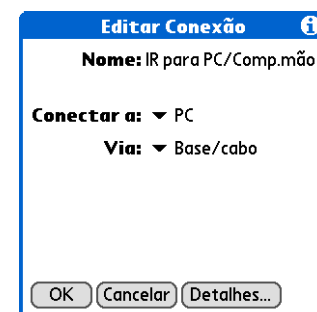 Editar Conexão i
Nome: IR para PC/Comp.mão
Conectar a: PC
Via: Base/cabo
OK Cancelar Detalhes...